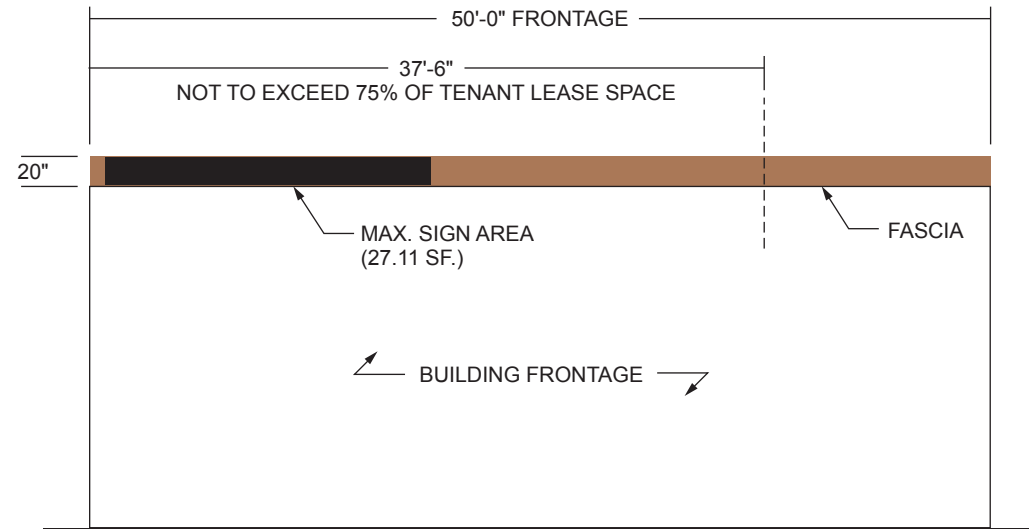 50'-0" FRONTAGE
37'-6"
NOT TO EXCEED 75% OF TENANT LEASE SPACE
20"
MAX. SIGN AREA
(27.11 SF.)
FASCIA
BUILDING FRONTAGE